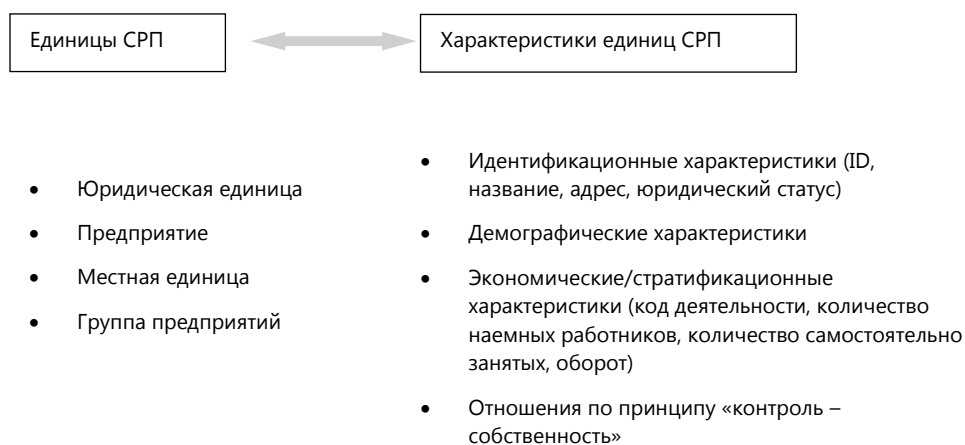 Единицы СРП
Характеристики единиц СРП
• Юридическая единица
• Предприятие
• Местная единица
• Группа предприятий
• Идентификационные характеристики (ID,
название, адрес, юридический статус)
• Демографические характеристики
• Экономические/стратификационные
характеристики (код деятельности, количество
наемных работников, количество самостоятельно
занятых, оборот)
• Отношения по принципу «контроль –
собственность»